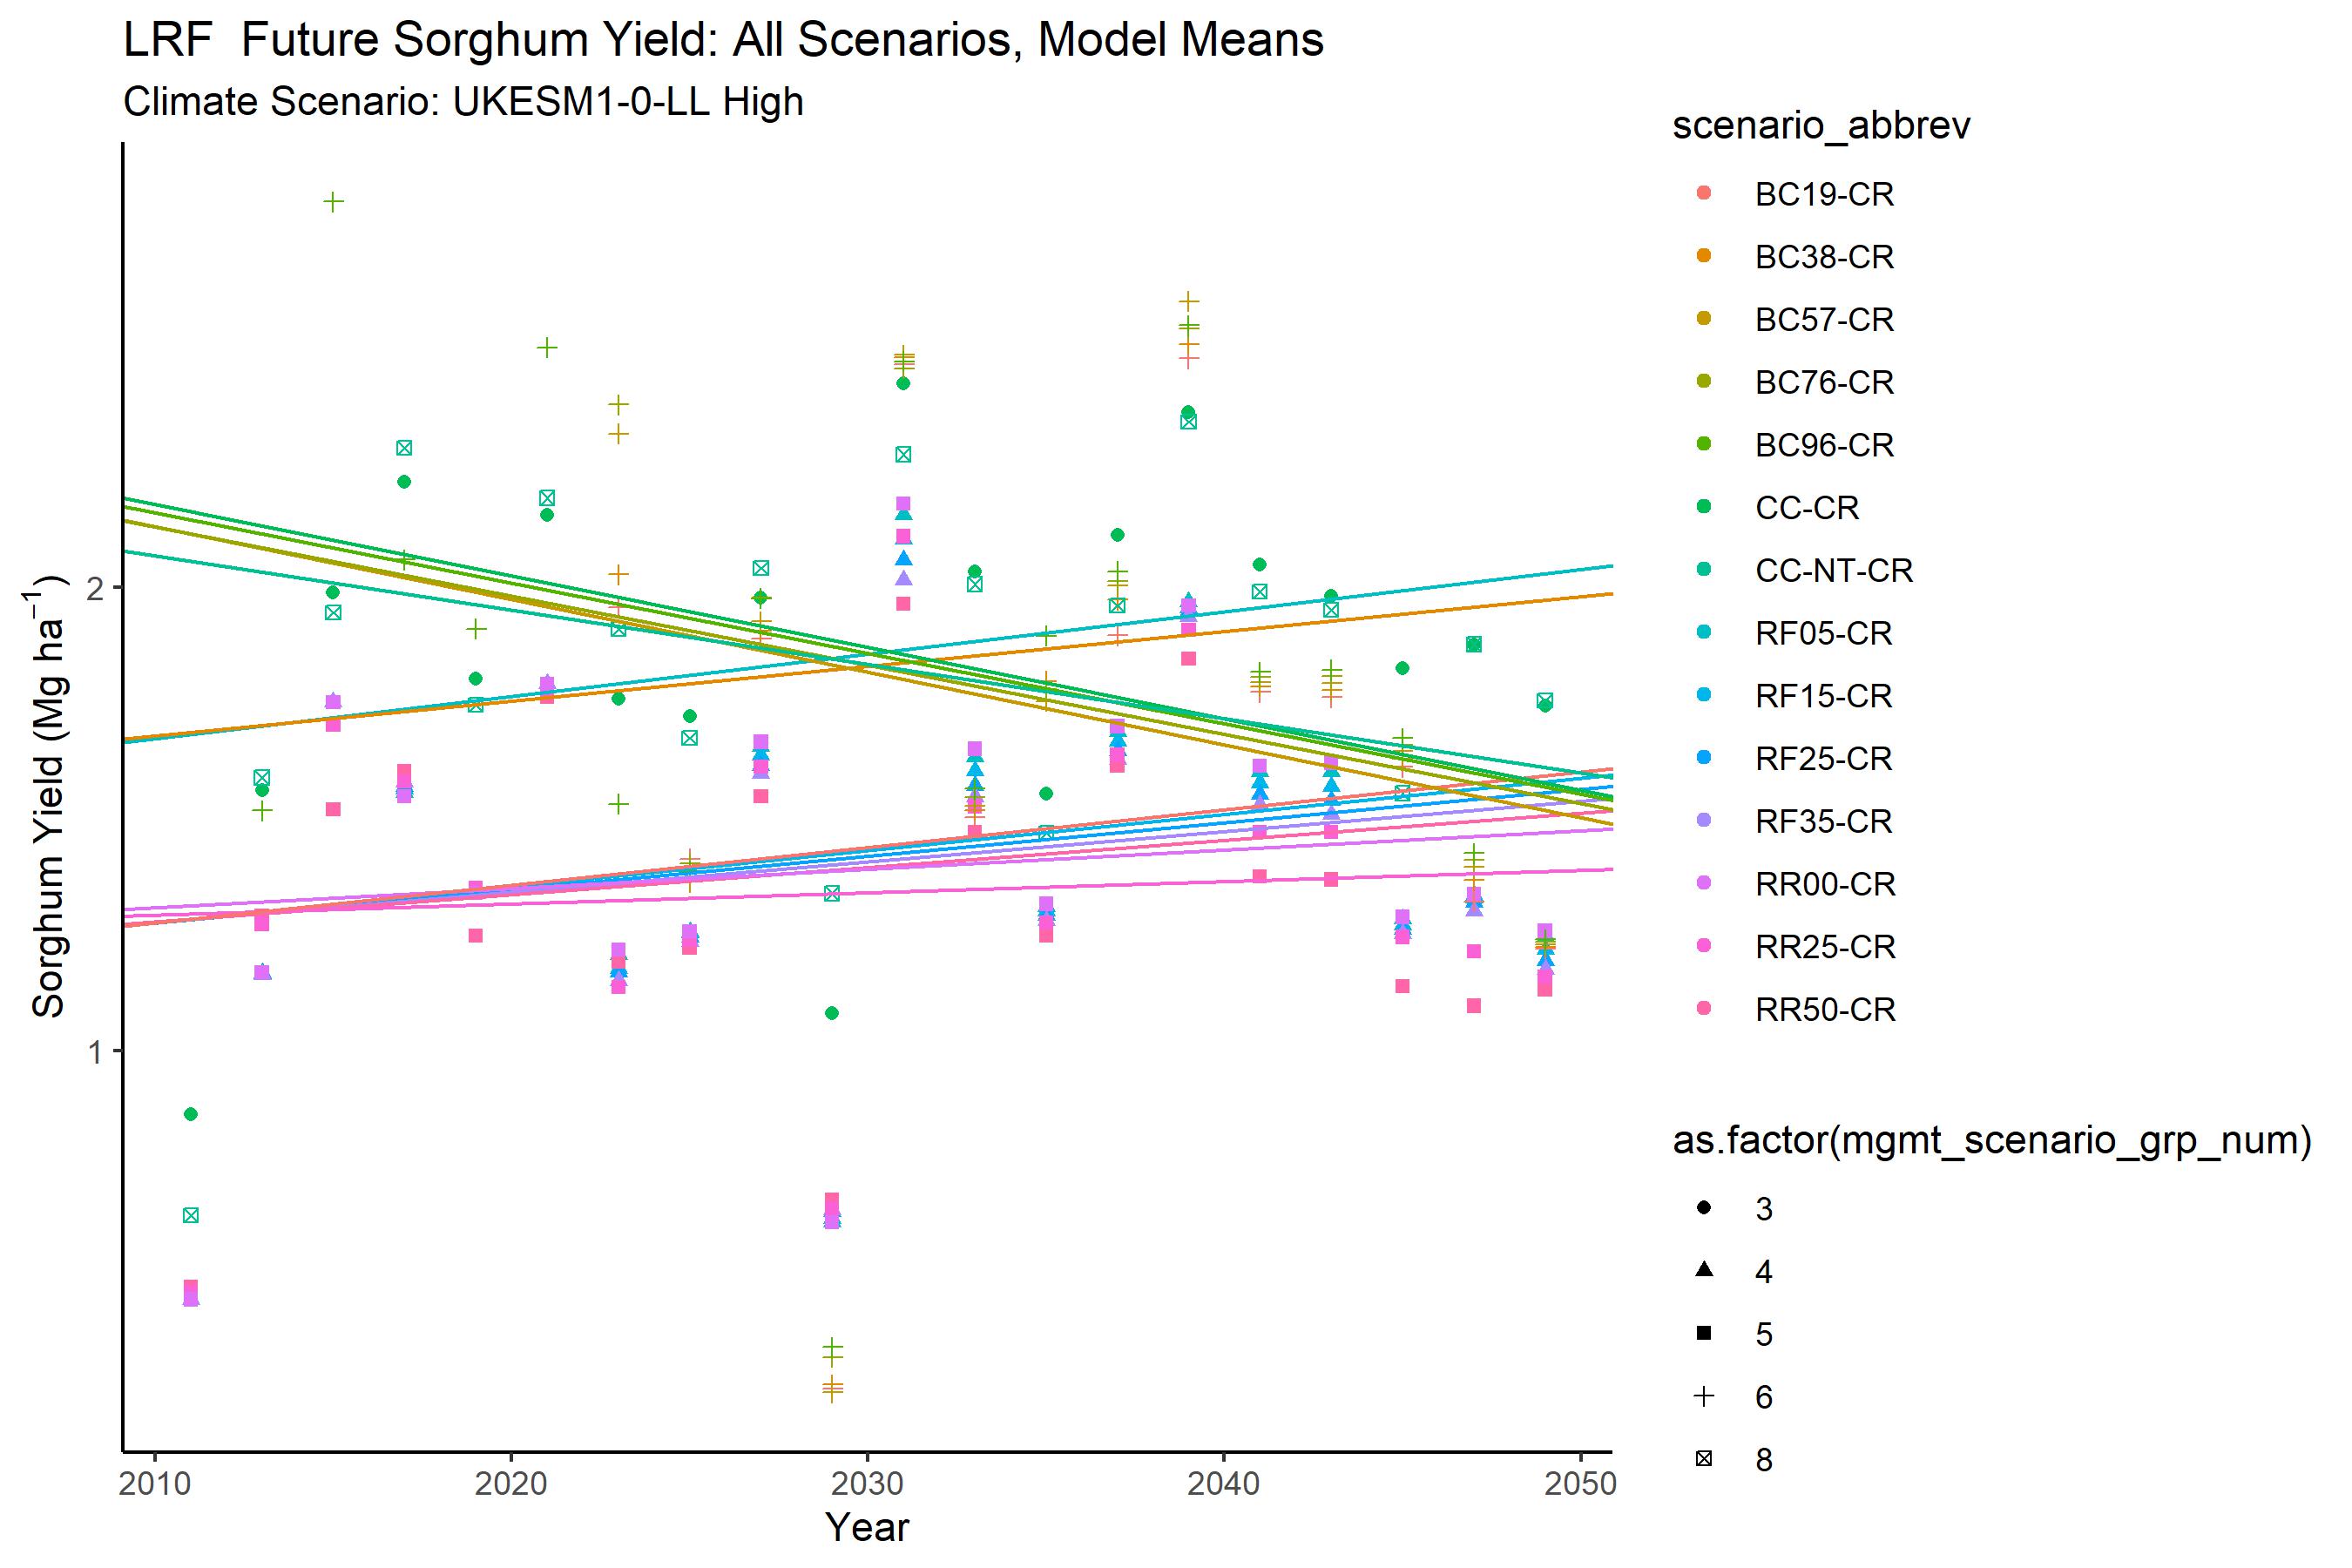 LRF  Future Sorghum Yield: All Scenarios, Model Means
Climate Scenario: UKESM1-0-LL High
Sorghum Yield (Mg ha⁻¹)
2
1
2010
2020
2030
2040
2050
Year
scenario_abbrev
BC19-CR
BC38-CR
BC57-CR
BC76-CR
BC96-CR
CC-CR
CC-NT-CR
RF05-CR
RF15-CR
RF25-CR
RF35-CR
RR00-CR
RR25-CR
RR50-CR
as.factor(mgmt_scenario_grp_num)
3
4
5
6
8